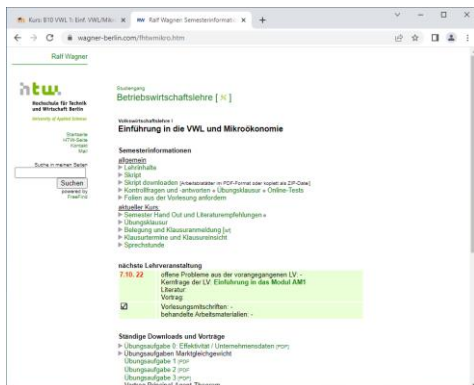 Kurs: B10 VWL 1: Einf. VWL/Mik
Ralf Wagner Semesterinformati
wagner-berlin.com/fhtwmikro.htm
Ralf Wagner
htw.
Hochschule für Technik
und Wirtschaft Berlin
University of Applied Sciences
Startseite
HTW-Seite
Kontakt
Mail
Suche in meinen Seiten
Suchen
powered by
FreeFind
Studiengang
Betriebswirtschaftslehre [ N ]
Volkswirtschaftslehre I
Einführung in die VWL und Mikroökonomie
Semesterinformationen
allgemein
Lehrinhalte
Skript
Skript downloaden [Arbeitsblätter im PDF-Format oder kopiert als ZIP-Datei]
Kontrollfragen und -antworten + Übungsklausur + Online-Tests
Folien aus der Vorlesung anfordern
aktueller Kurs:
Semester Hand Out und Literaturempfehlungen +
Übungsklausur
Belegung und Klausuranmeldung
Klausurtermine und Klausureinsicht
Sprechstunde
nächste Lehrveranstaltung
7.10. 22 offene Probleme aus der vorangegangenen LV: -
Kernfrage der LV: Einführung in das Modul AM1
Literatur:
Vortrag:
Vorlesungsmitschriften: -
behandelte Arbeitsmaterialien: -
Ständige Downloads und Vorträge
Übungsaufgabe 0: Effektivität / Unternehmensdaten [PDF]
Übungsaufgaben Marktgleichgewicht
Übungsaufgabe 1 [PDF]
Übungsaufgabe 2 [PDF]
Übungsaufgabe 3 [PDF]
Vortrag Principal Agent Theorem